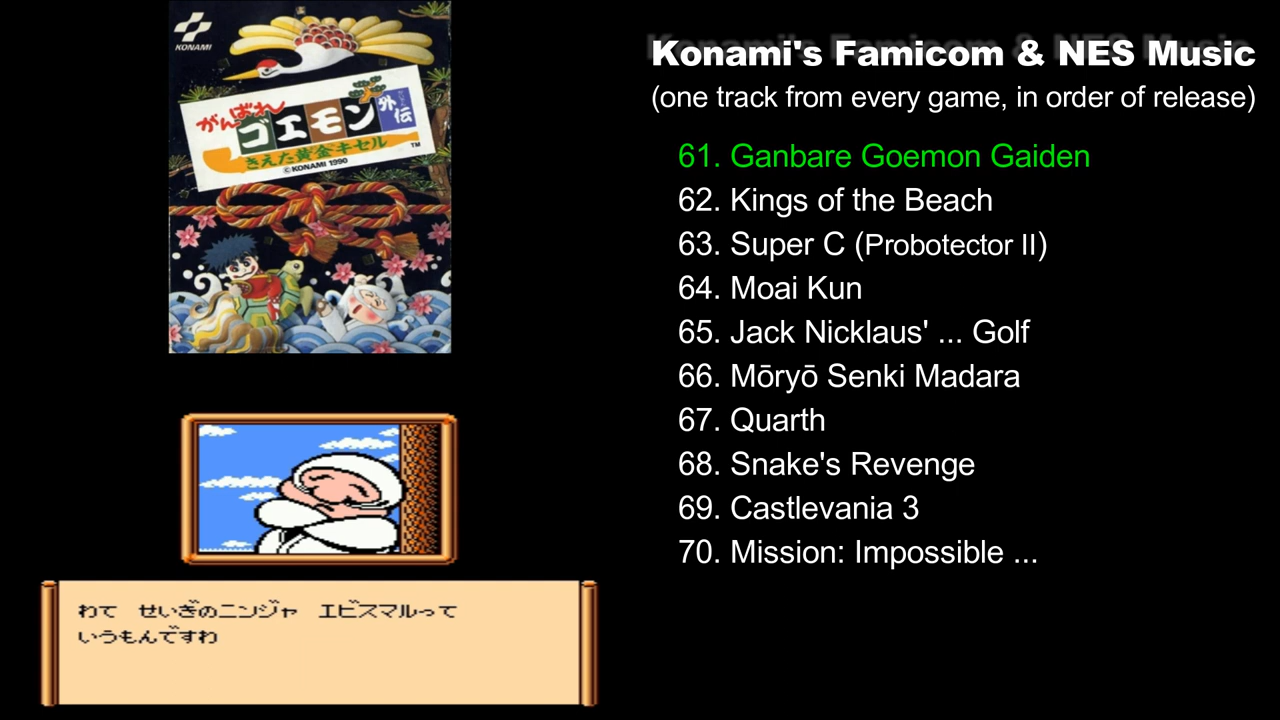 KONAMI
がんばれ
ゴエモン
外伝
きえた黄金キセル
TM
©KONAMI 1990
わて せいぎのニンジャ エビスマルって
いうもんですわ
Konami's Famicom & NES Music
(one track from every game, in order of release)
61. Ganbare Goemon Gaiden
62. Kings of the Beach
63. Super C (Probotector II)
64. Moai Kun
65. Jack Nicklaus' ... Golf
66. Mōryō Senki Madara
67. Quarth
68. Snake's Revenge
69. Castlevania 3
70. Mission: Impossible ...